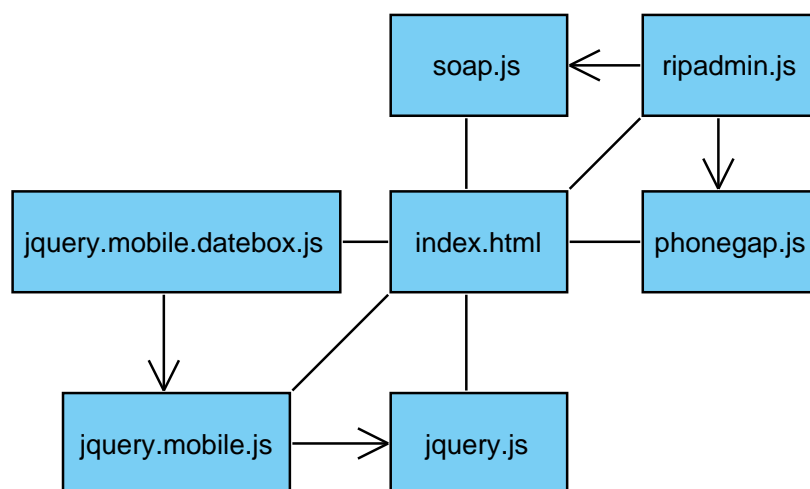 soap.js
ripadmin.js
jquery.mobile.datebox.js
index.html
phonegap.js
jquery.mobile.js
jquery.js